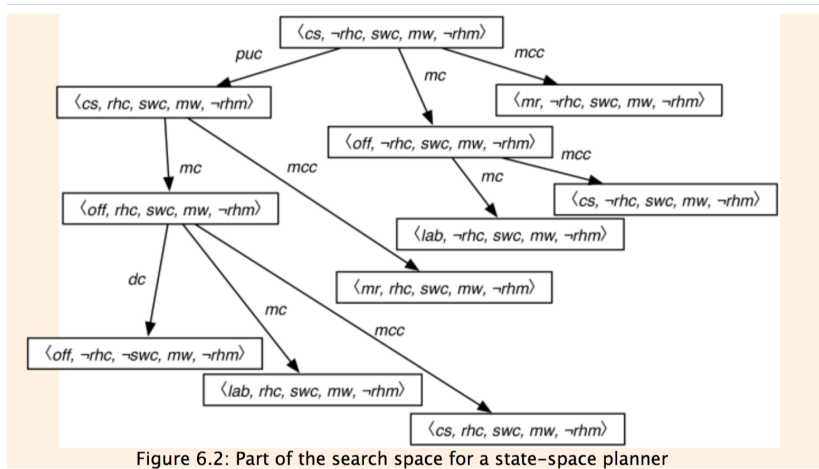 ⟨cs, ¬rhc, swc, mw, ¬rhm⟩
puc
mc
mcc
⟨cs, rhc, swc, mw, ¬rhm⟩
⟨mr, ¬rhc, swc, mw, ¬rhm⟩
⟨off, ¬rhc, swc, mw, ¬rhm⟩
mc
mcc
mc
mcc
⟨cs, ¬rhc, swc, mw, ¬rhm⟩
⟨off, rhc, swc, mw, ¬rhm⟩
⟨lab, ¬rhc, swc, mw, ¬rhm⟩
dc
mc
mcc
⟨mr, rhc, swc, mw, ¬rhm⟩
⟨off, ¬rhc, ¬swc, mw, ¬rhm⟩
⟨lab, rhc, swc, mw, ¬rhm⟩
⟨cs, rhc, swc, mw, ¬rhm⟩
Figure 6.2: Part of the search space for a state-space planner